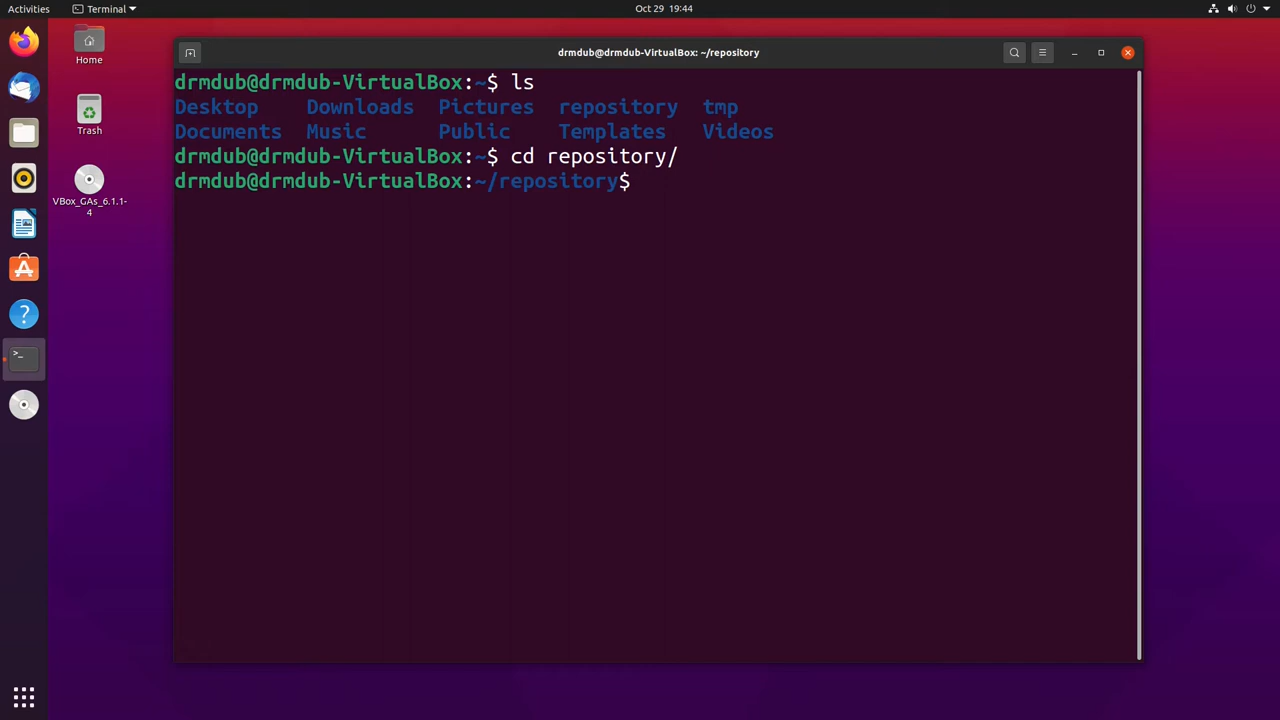 Activities Terminal Oct 29 19:44
Home
Trash
VBox_GAs_6.1.1-
4
drmdub@drmdub-VirtualBox: ~/repository
drmdub@drmdub-VirtualBox:~$ ls
Desktop Downloads Pictures repository tmp
Documents Music Public Templates Videos
drmdub@drmdub-VirtualBox:~$ cd repository/
drmdub@drmdub-VirtualBox:~/repository$